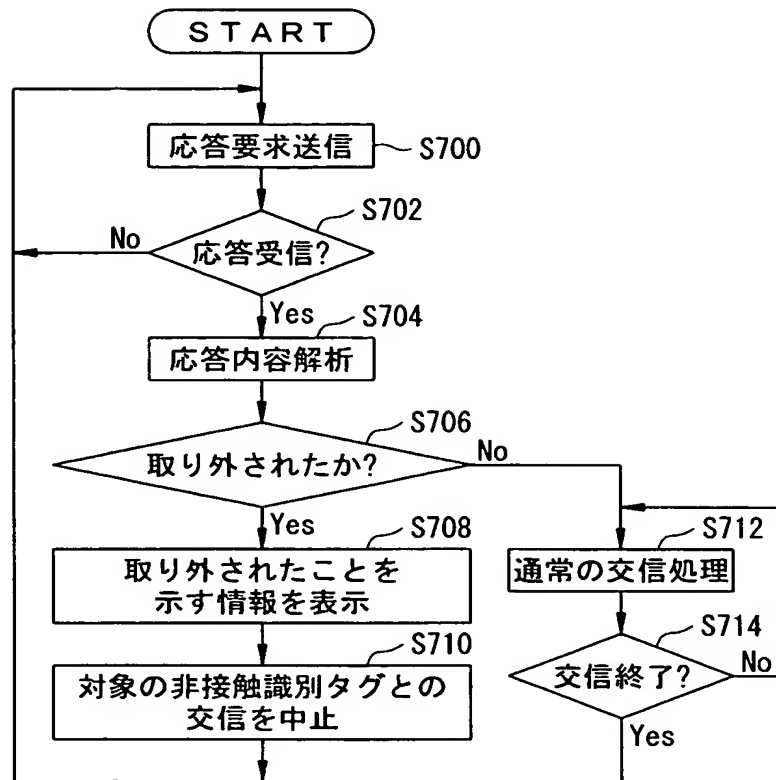 START
応答要求送信
S700
S702
No
応答受信?
Yes
S704
応答内容解析
S706
取り外されたか?
No
Yes
S708
取り外されたことを
示す情報を表示
S712
通常の交信処理
S710
対象の非接触識別タグとの
交信を中止
S714
交信終了?
No
Yes